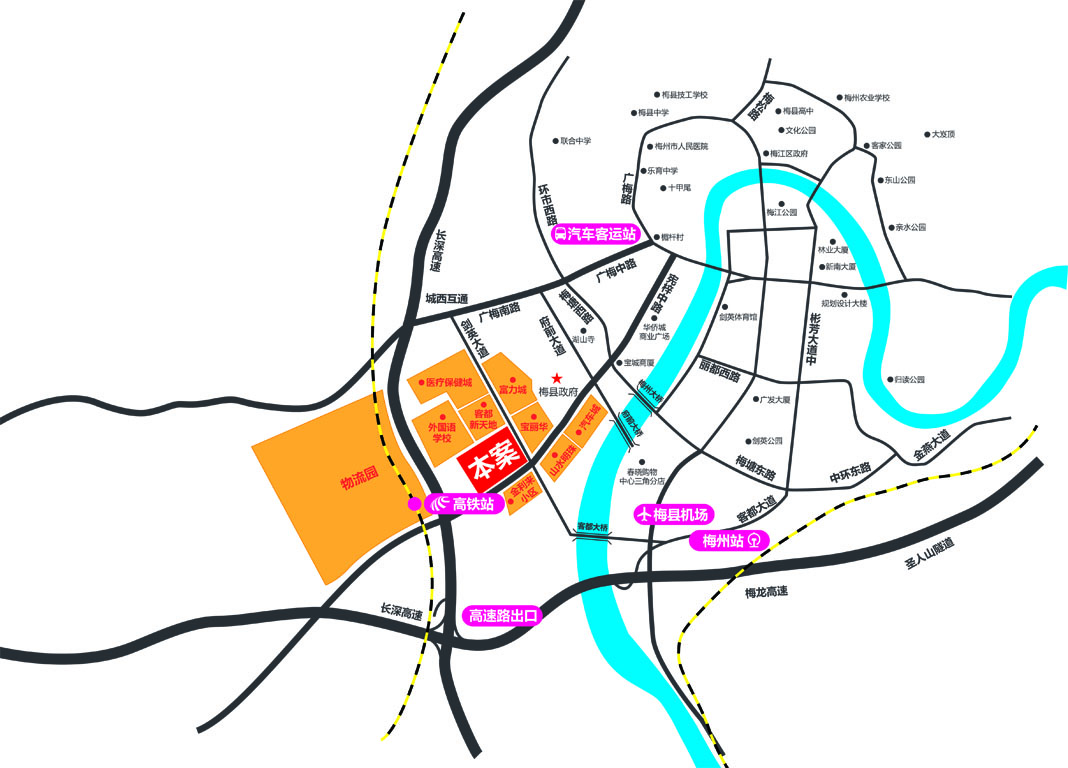 梅县技工学校
梅县中学
联合中学
梅州市人民医院
乐育中学
十甲尾
广梅路
环市西路
汽车客运站
棉杆村
梅松路
梅县高中
梅州农业学校
文化公园
梅江区政府
客家公园
大笈顶
东山公园
梅江公园
亲水公园
林业大厦
新南大厦
规划设计大楼
长深高速
城西互通
广梅中路
广梅南路
剑英大道
府前大道
梅塘西路
湖山寺
华侨城
商业广场
宝城商厦
剑英体育馆
彬芳大道中
丽都西路
归读公园
广发大厦
剑英公园
梅州大桥
府前大桥
医疗保健城
富力城
梅县政府
客都
新天地
外国语
学校
宝丽华
汽车城
山水明珠
本案
金利来
小区
物流园
高铁站
春晓购物
中心三角分店
梅塘东路
中环东路
金燕大道
客都大道
客都大桥
梅县机场
梅州站
圣人山隧道
梅龙高速
高速路出口
长深高速